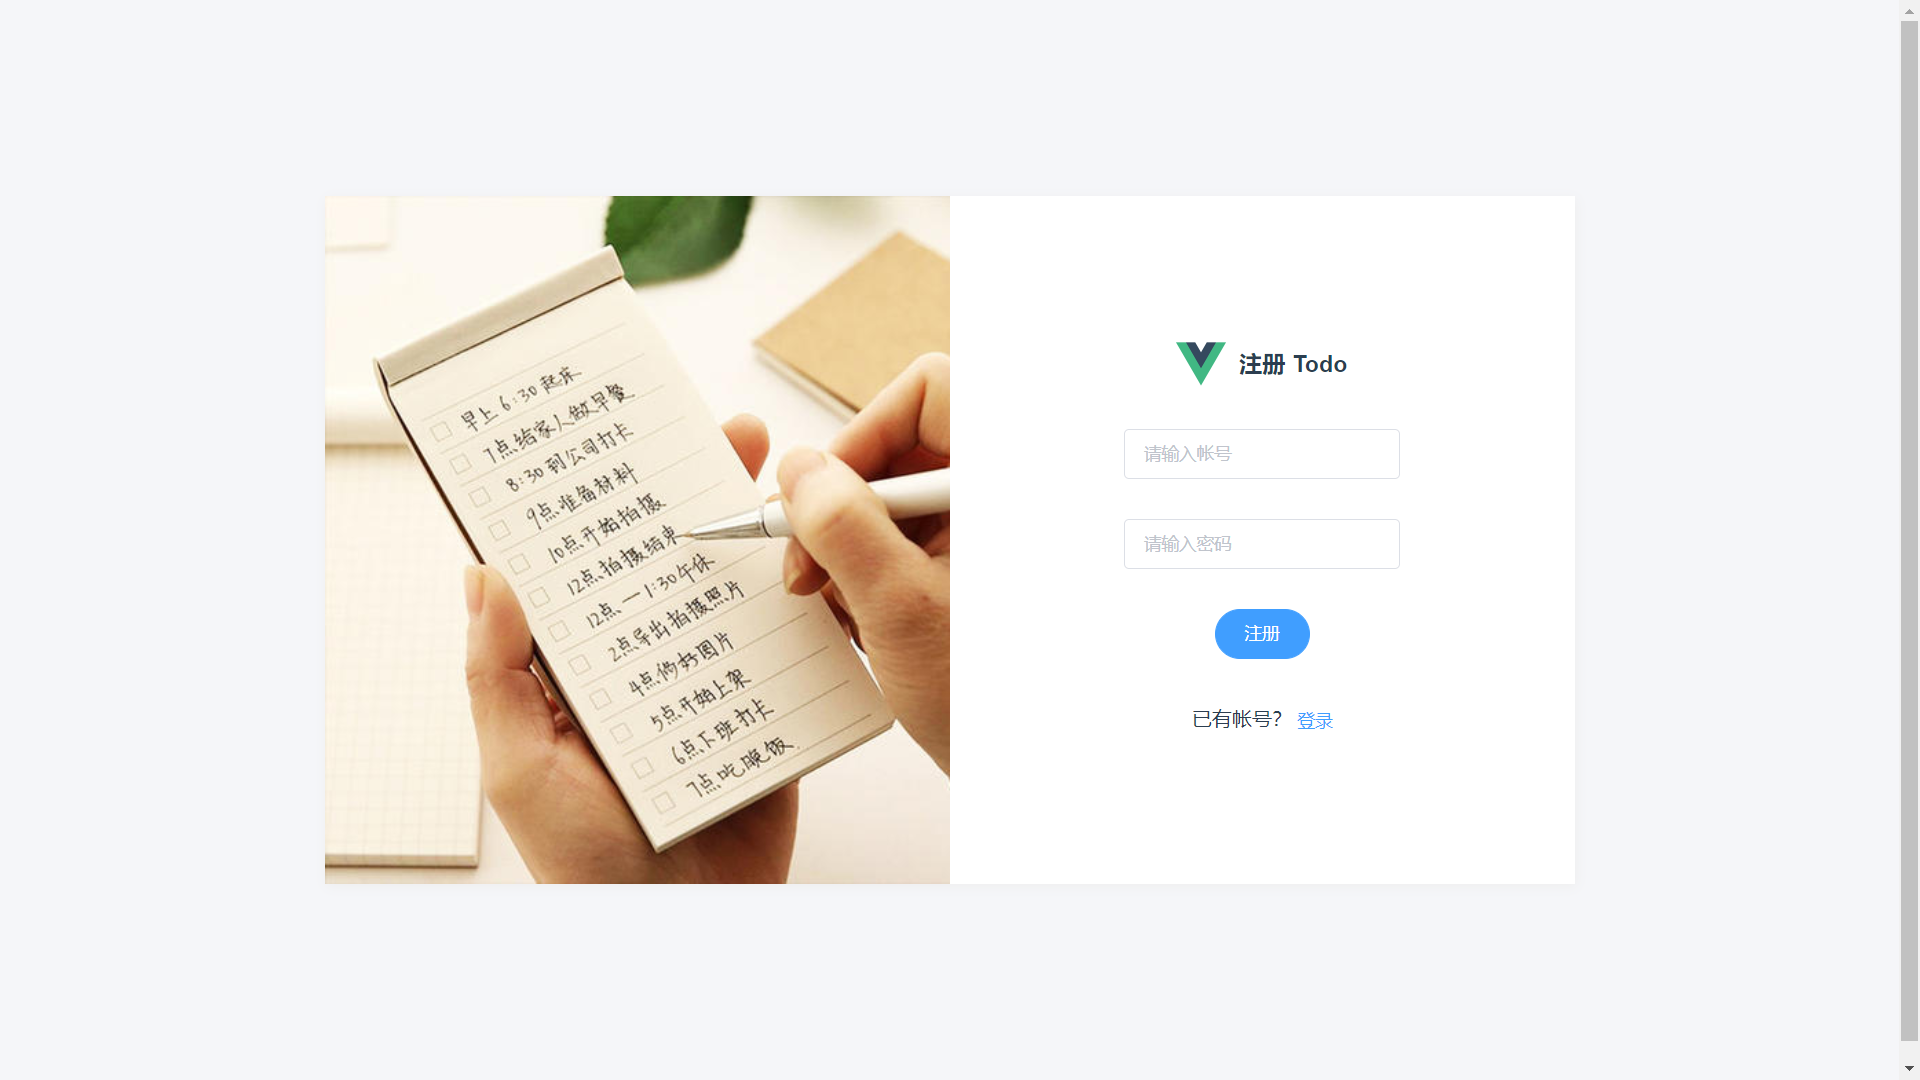 早上6:30起床
7点给家人做早餐
8:30到公司打卡
9点准备材料
10点开始拍摄
12点拍摄结束
12点一1:30午休
2点导出拍摄照片
4点修好图片
5点开始上架
6点下班打卡
7点吃晚饭.
注册 Todo
请输入帐号
请输入密码
注册
已有帐号? 登录